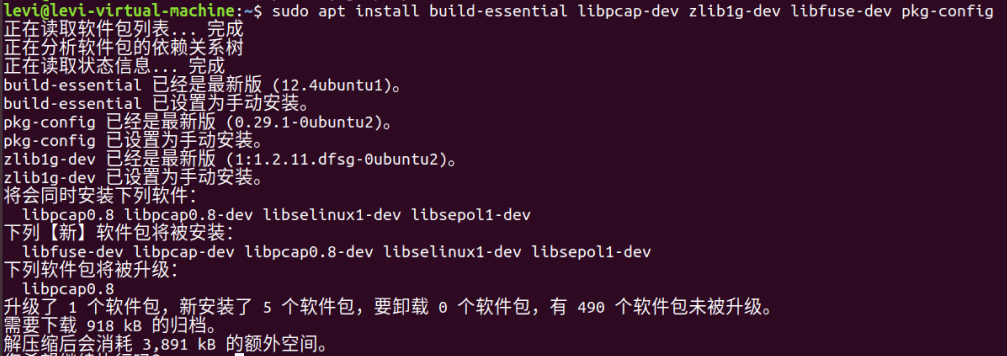 levi@levi-virtual-machine:~$ sudo apt install build-essential libpcap-dev zlib1g-dev libfuse-dev pkg-config
正在读取软件包列表... 完成
正在分析软件包的依赖关系树
正在读取状态信息... 完成
build-essential 已经是最新版 (12.4ubuntu1)。
build-essential 已设置为手动安装。
pkg-config 已经是最新版 (0.29.1-0ubuntu2)。
pkg-config 已设置为手动安装。
zlib1g-dev 已经是最新版 (1:1.2.11.dfsg-0ubuntu2)。
zlib1g-dev 已设置为手动安装。
将会同时安装下列软件：
libpcap0.8 libpcap0.8-dev libselinux1-dev libsepol1-dev
下列【新】软件包将被安装：
libfuse-dev libpcap-dev libpcap0.8-dev libselinux1-dev libsepol1-dev
下列软件包将被升级：
libpcap0.8
升级了 1 个软件包，新安装了 5 个软件包，要卸载 0 个软件包，有 490 个软件包未被升级。
需要下载 918 kB 的归档。
解压缩后会消耗 3,891 kB 的额外空间。